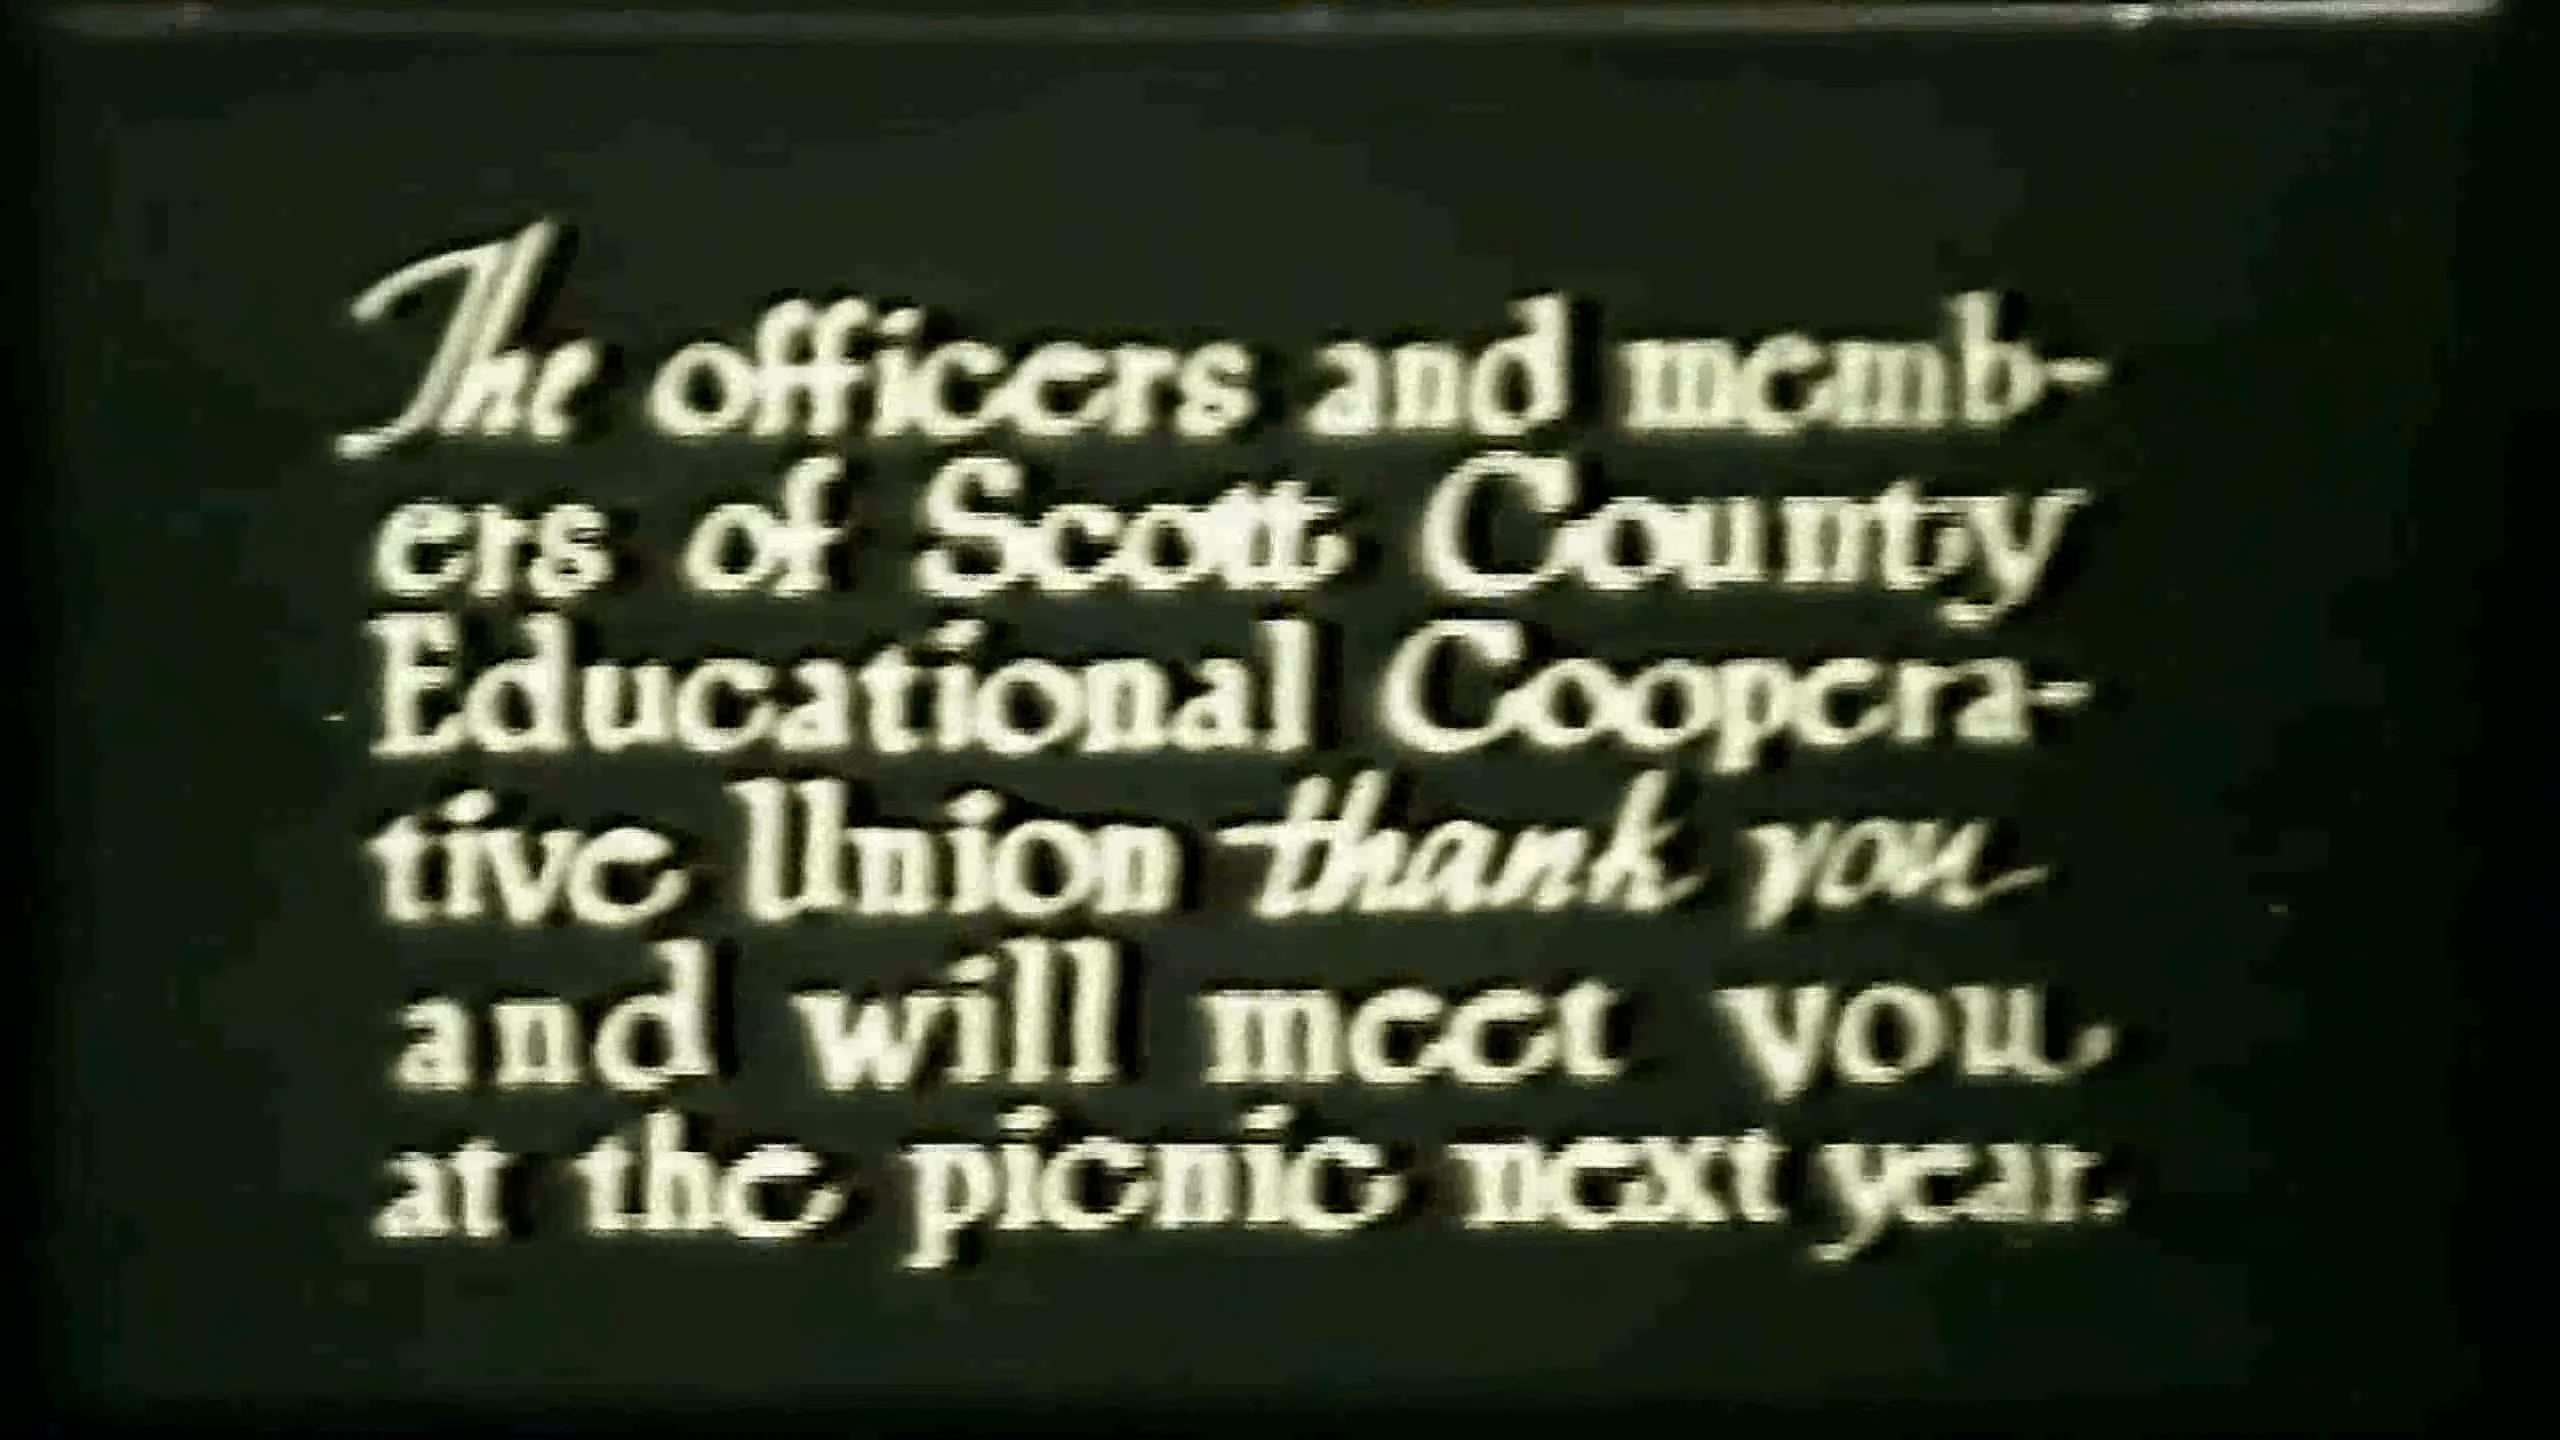 The officers and memb-
ers of Scott County
Educational Coopera-
tive Union thank you
and will meet you
at the picnic next year.